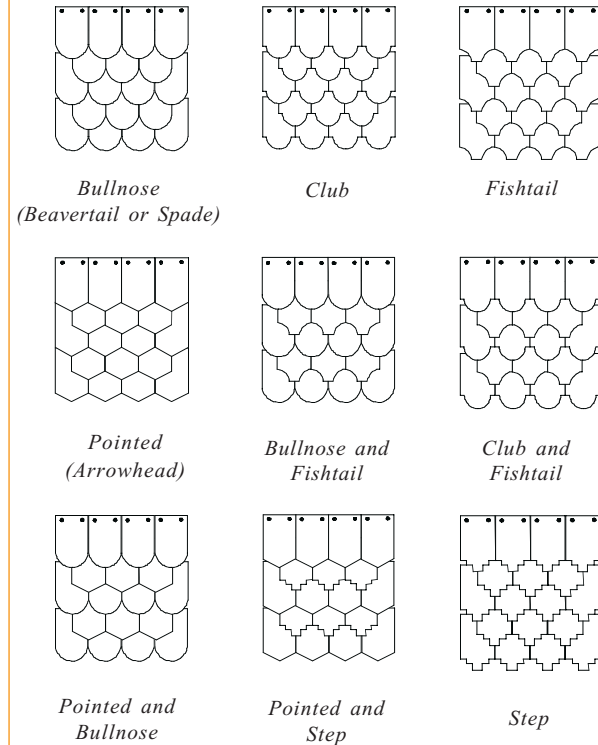 Bullnose
(Beavertail or Spade)
Club
Fishtail
Pointed
(Arrowhead)
Bullnose and
Fishtail
Club and
Fishtail
Pointed and
Bullnose
Pointed and
Step
Step